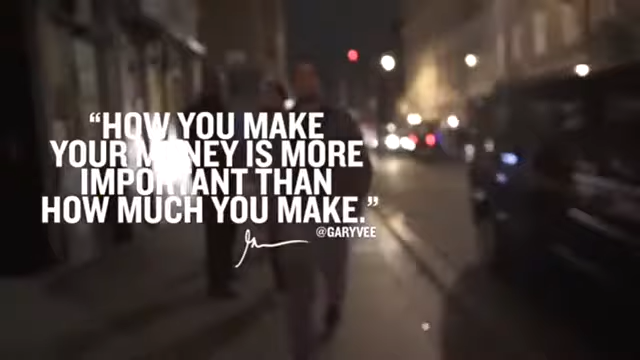 “HOW YOU MAKE
YOUR MONEY IS MORE
IMPORTANT THAN
HOW MUCH YOU MAKE.”
@GARYVEE